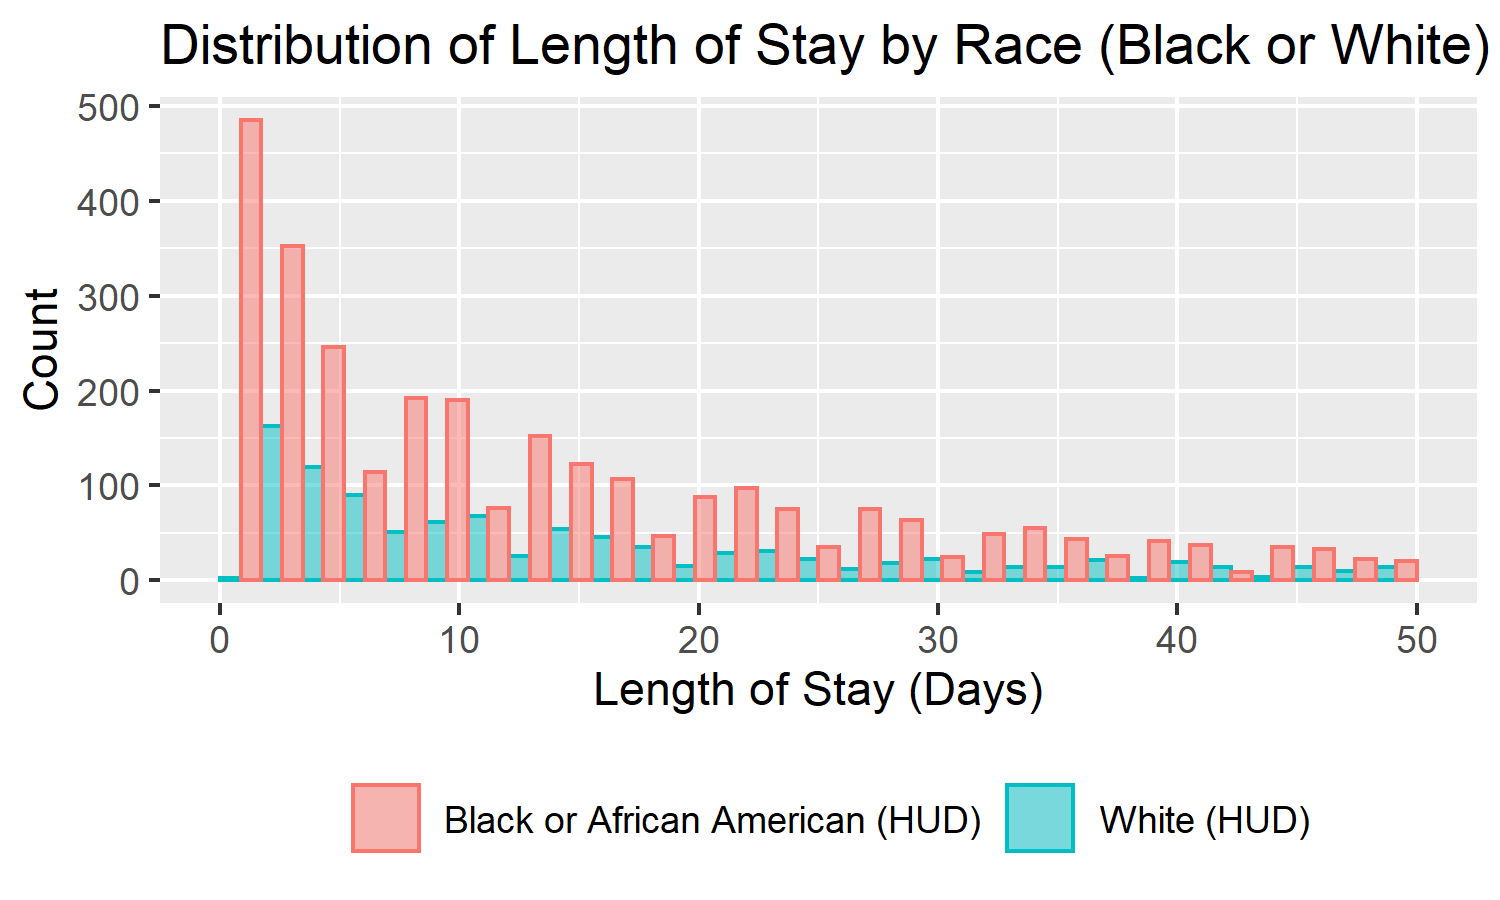 Distribution of Length of Stay by Race (Black or White)
500
400
300
200
100
0
Count
0 10 20 30 40 50
Length of Stay (Days)
Black or African American (HUD) White (HUD)